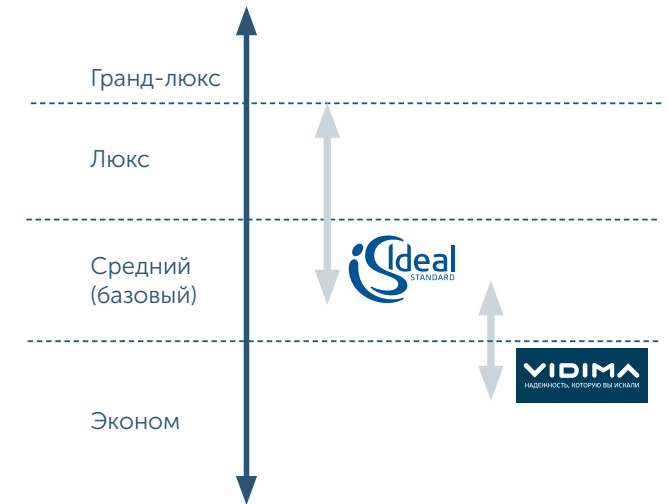 Гранд-люкс
Люкс
Средний
(базовый)
Ideal
STANDARD
VIDIMA
НАДЕЖНОСТЬ, КОТОРУЮ ВЫ ИСКАЛИ
Эконом